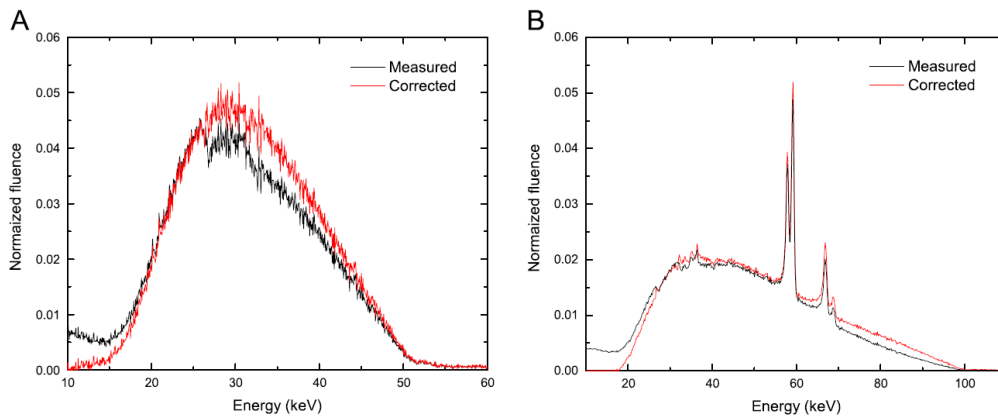 A
0.06
0.05
0.04
0.03
0.02
0.01
0.00
Normaized fluence
Measured
Corrected
10 20 30 40 50 60
Energy (keV)
B
0.06
0.05
0.04
0.03
0.02
0.01
0.00
Normaized fluence
Measured
Corrected
20 40 60 80 100
Energy (keV)